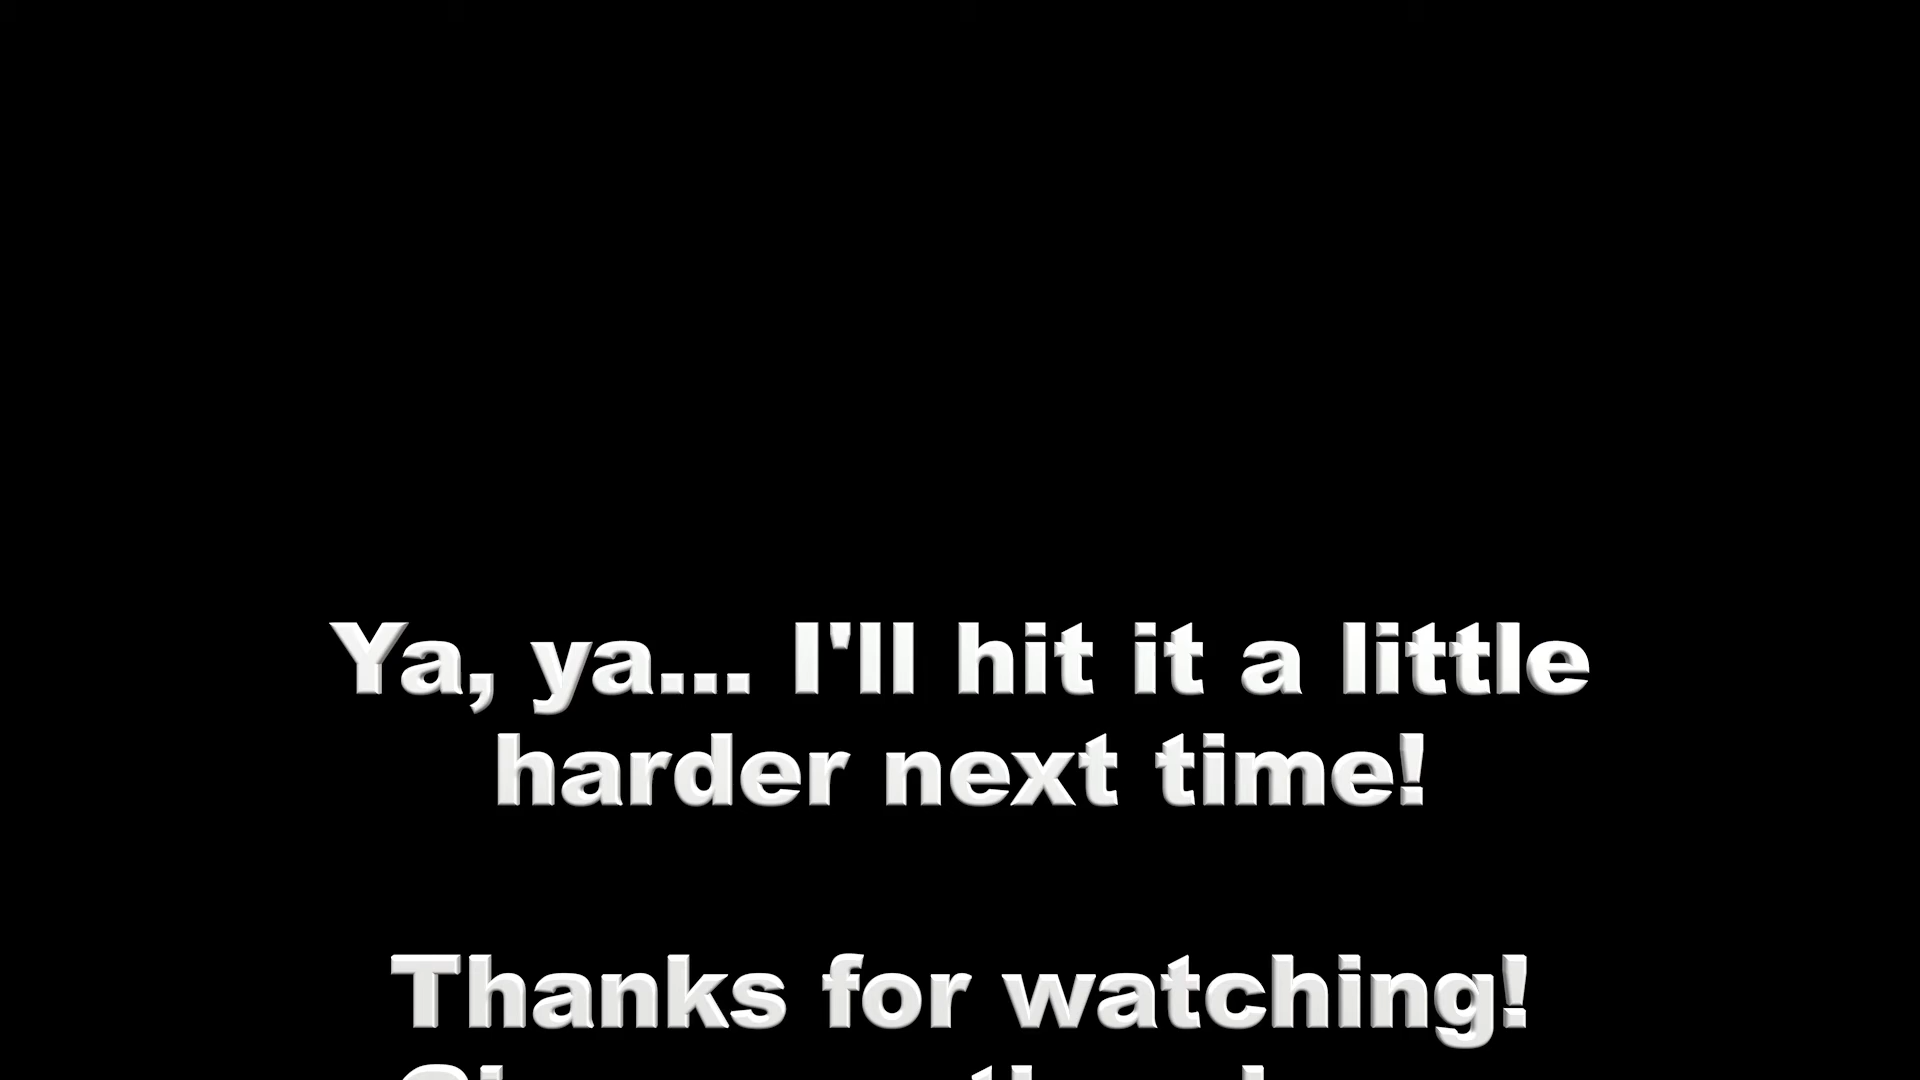 Ya, ya... I'll hit it a little
harder next time!
Thanks for watching!